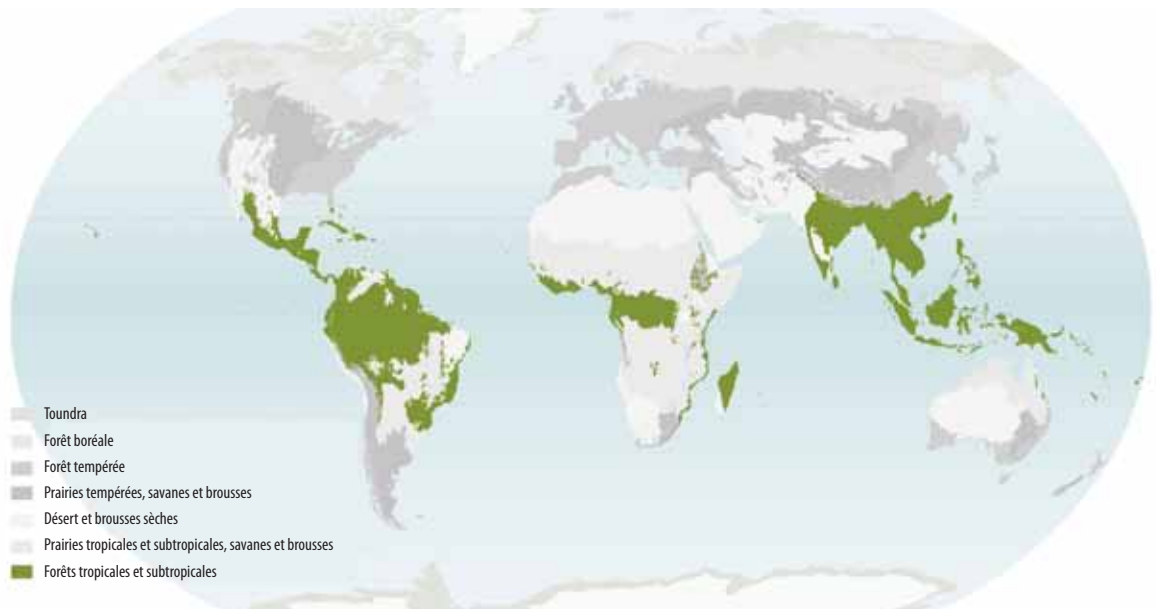 Toundra
Forêt boréale
Forêt tempérée
Prairies tempérées, savanes et brousses
Désert et brousses sèches
Prairies tropicales et subtropicales, savanes et brousses
Forêts tropicales et subtropicales